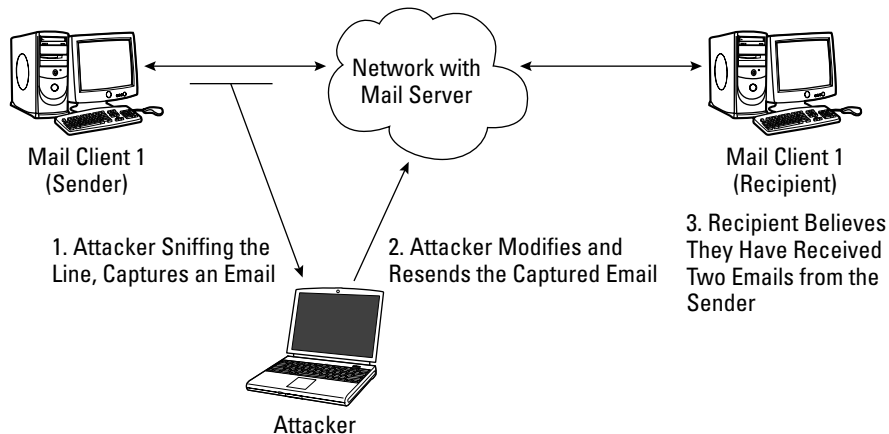 Network with
Mail Server
Mail Client 1
(Sender)
Mail Client 1
(Recipient)
1. Attacker Sniffing the
Line, Captures an Email
2. Attacker Modifies and
Resends the Captured Email
3. Recipient Believes
They Have Received
Two Emails from the
Sender
Attacker